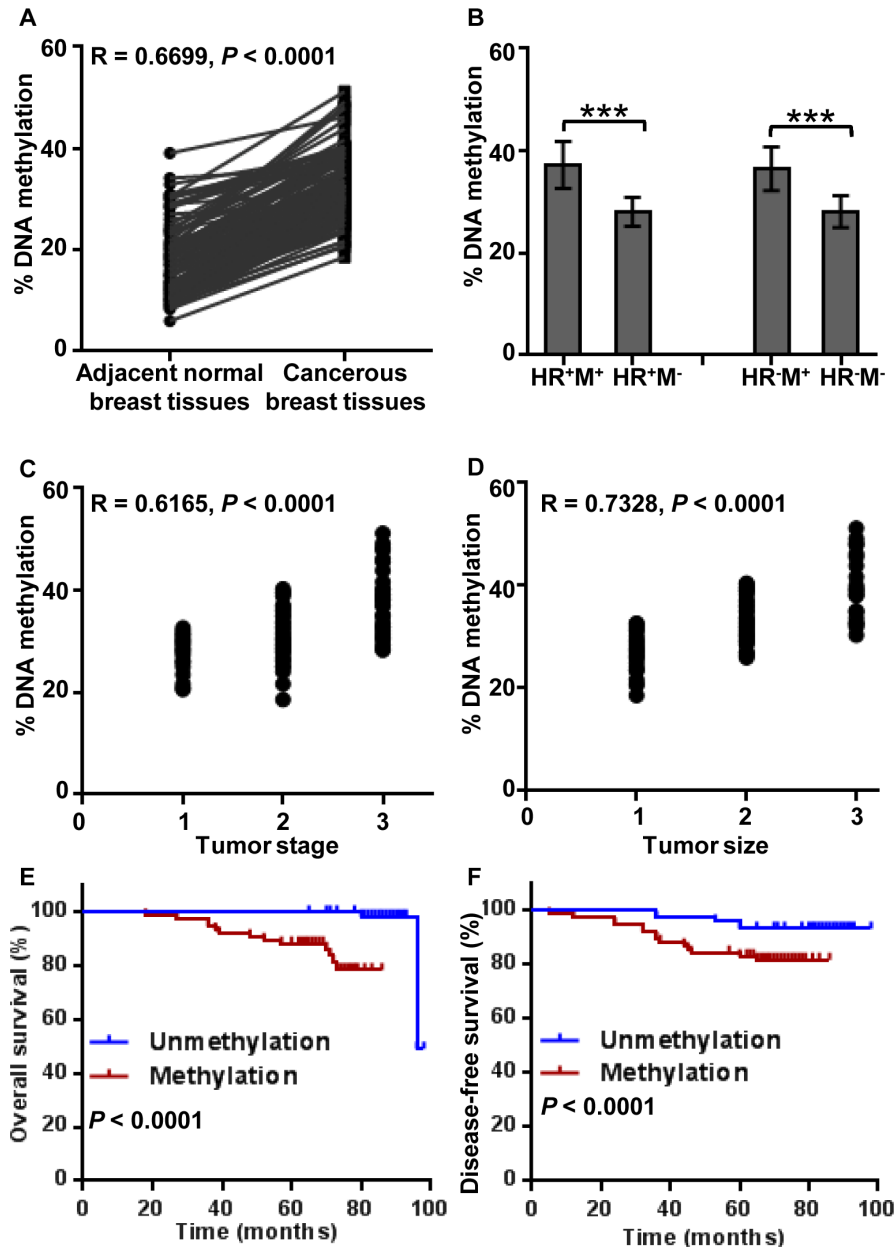 A
R = 0.6699, P < 0.0001
% DNA methylation
60
40
20
0
Adjacent normal
breast tissues
Cancerous
breast tissues
B
% DNA methylation
60
40
20
0
***
***
HR⁺M⁺
HR⁺M⁻
HR⁻M⁺
HR⁻M⁻
C
R = 0.6165, P < 0.0001
% DNA methylation
60
40
20
0
0
1
2
3
Tumor stage
D
R = 0.7328, P < 0.0001
% DNA methylation
60
40
20
0
0
1
2
3
Tumor size
E
Overall survival (%)
100
80
60
40
20
0
Unmethylation
Methylation
P < 0.0001
0
20
40
60
80
100
Time (months)
F
Disease-free survival (%)
100
80
60
40
20
0
Unmethylation
Methylation
P < 0.0001
0
20
40
60
80
100
Time (months)